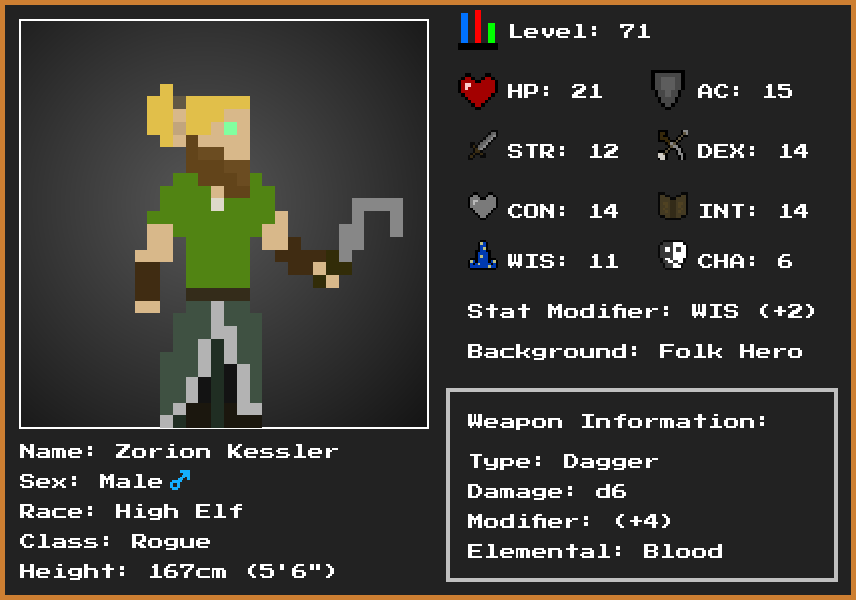 Level: 71
HP: 21 AC: 15
STR: 12 DEX: 14
CON: 14 INT: 14
WIS: 11 CHA: 6
Stat Modifier: WIS (+2)
Background: Folk Hero
Weapon Information:
Type: Dagger
Damage: d6
Modifier: (+4)
Elemental: Blood
Name: Zorion Kessler
Sex: Male ♂
Race: High Elf
Class: Rogue
Height: 167cm (5'6")